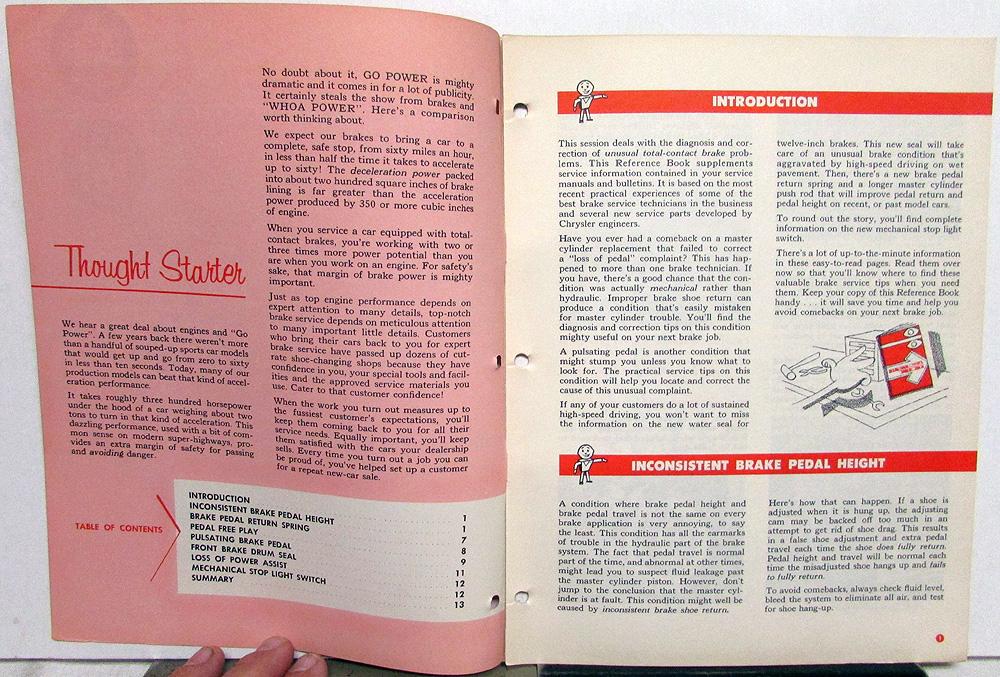 No doubt about it, GO POWER is mighty
dramatic and it comes in for a lot of publicity.
It certainly steals the show from brakes and
"WHOA POWER". Here's a comparison
worth thinking about.
We expect our brakes to bring a car to a
complete, safe stop, from sixty miles an hour,
in less than half the time it takes to accelerate
up to sixty! The deceleration power packed
into about two hundred square inches of brake
lining is far greater than the acceleration
power produced by 350 or more cubic inches
of engine.
When you service a car equipped with total-
contact brakes, you're working with two or
three times more power potential than you
are when you work on an engine. For safety's
sake, that margin of brake power is mighty
important.
Just as top engine performance depends on
expert attention to many details, top-notch
brake service depends on meticulous attention
to many important little details. Customers
who bring their cars back to you for expert
brake service have passed up dozens of cut-
rate shoe-changing shops because they have
confidence in you, your special tools and facil-
ities and the approved service materials you
use. Cater to that customer confidence!
When the work you turn out measures up to
the fussiest customer's expectations, you'll
keep them coming back to you for all their
service needs. Equally important, you'll keep
them satisfied with the cars your dealership
sells. Every time you turn out a job you can
be proud of, you've helped set up a customer
for a repeat new-car sale.
Thought Starter
We hear a great deal about engines and "Go
Power". A few years back there weren't more
than a handful of souped-up sports car models
that would get up and go from zero to sixty
in less than ten seconds. Today, many of our
production models can beat that kind of accel-
eration performance.
It takes roughly three hundred horsepower
under the hood of a car weighing about two
tons to turn in that kind of acceleration. This
dazzling performance, used with a bit of com-
mon sense on modern super-highways, pro-
vides an extra margin of safety for passing
and avoiding danger.
TABLE OF CONTENTS
INTRODUCTION 1
INCONSISTENT BRAKE PEDAL HEIGHT 1
BRAKE PEDAL RETURN SPRING 7
PEDAL FREE PLAY 8
PULSATING BRAKE PEDAL 9
FRONT BRAKE DRUM SEAL 11
LOSS OF POWER ASSIST 12
MECHANICAL STOP LIGHT SWITCH 12
SUMMARY 13
INTRODUCTION
This session deals with the diagnosis and cor-
rection of unusual total-contact brake prob-
lems. This Reference Book supplements
service information contained in your service
manuals and bulletins. It is based on the most
recent practical experiences of some of the
best brake service technicians in the business
and several new service parts developed by
Chrysler engineers.
Have you ever had a comeback on a master
cylinder replacement that failed to correct
a "loss of pedal" complaint? This has hap-
pened to more than one brake technician. If
you have, there's a good chance that the con-
dition was actually mechanical rather than
hydraulic. Improper brake shoe return can
produce a condition that's easily mistaken
for master cylinder trouble. You'll find the
diagnosis and correction tips on this condition
mighty useful on your next brake job.
A pulsating pedal is another condition that
might stump you unless you know what to
look for. The practical service tips on this
condition will help you locate and correct the
cause of this unusual complaint.
If any of your customers do a lot of sustained
high-speed driving, you won't want to miss
the information on the new water seal for
twelve-inch brakes. This new seal will take
care of an unusual brake condition that's
aggravated by high-speed driving on wet
pavement. Then, there's a new brake pedal
return spring and a longer master cylinder
push rod that will improve pedal return and
pedal height on recent, or past model cars.
To round out the story, you'll find complete
information on the new mechanical stop light
switch.
There's a lot of up-to-the-minute information
in these easy-to-read pages. Read them over
now so that you'll know where to find these
valuable brake service tips when you need
them. Keep your copy of this Reference Book
handy . . . it will save you time and help you
avoid comebacks on your next brake job.
INCONSISTENT BRAKE PEDAL HEIGHT
A condition where brake pedal height and
brake pedal travel is not the same on every
brake application is very annoying, to say
the least. This condition has all the earmarks
of trouble in the hydraulic part of the brake
system. The fact that pedal travel is normal
part of the time, and abnormal at other times,
might lead you to suspect fluid leakage past
the master cylinder piston. However, don't
jump to the conclusion that the master cyl-
inder is at fault. This condition might well be
caused by inconsistent brake shoe return.
Here's how that can happen. If a shoe is
adjusted when it is hung up, the adjusting
cam may be backed off too much in an
attempt to get rid of shoe drag. This results
in a false shoe adjustment and extra pedal
travel each time the shoe does fully return.
Pedal height and travel will be normal each
time the misadjusted shoe hangs up and fails
to fully return.
To avoid comebacks, always check fluid level,
bleed the system to eliminate all air, and test
for shoe hang-up.
1